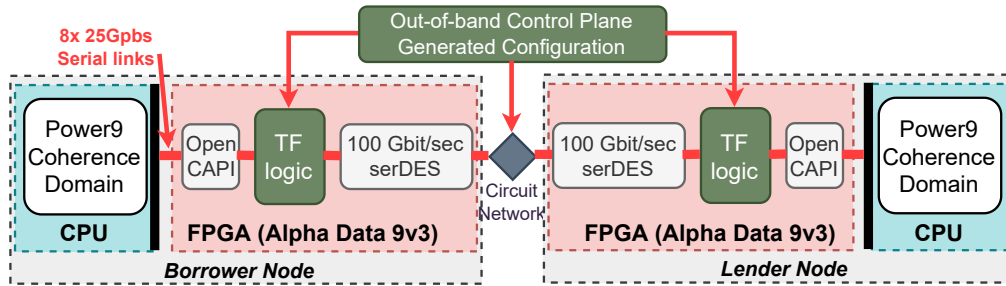 Out-of-band Control Plane
Generated Configuration
8x 25Gpbs
Serial links
Power9
Coherence
Domain
CPU
Open
CAPI
TF
logic
100 Gbit/sec
serDES
FPGA (Alpha Data 9v3)
Borrower Node
Circuit
Network
100 Gbit/sec
serDES
TF
logic
Open
CAPI
FPGA (Alpha Data 9v3)
Power9
Coherence
Domain
CPU
Lender Node